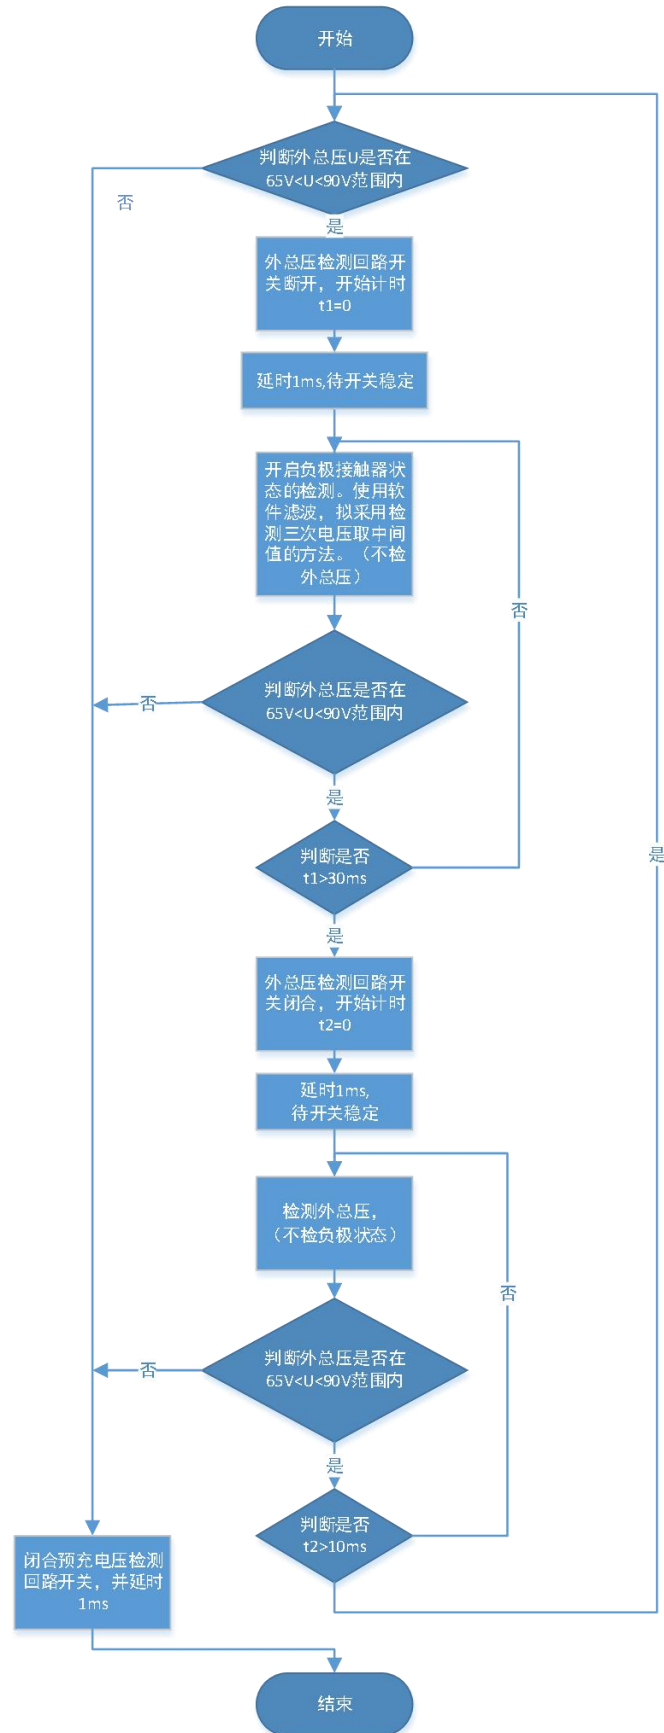 开始
判断外总压U是否在
65V<U<90V范围内
否
是
外总压检测回路开
关断开，开始计时
t1=0
延时1ms,待开关稳定
开启负极接触器状
态的检测。使用软
件滤波，拟采用检
测三次电压取中间
值的方法。（不检
外总压）
否
判断外总压是否在
65V<U<90V范围内
否
是
判断是否
t1>30ms
是
是
外总压检测回路开
关闭合，开始计时
t2=0
延时1ms,
待开关稳定
检测外总压，
（不检负极状态）
否
判断外总压是否在
65V<U<90V范围内
否
是
判断是否
t2>10ms
闭合预充电压检测
回路开关，并延时
1ms
结束